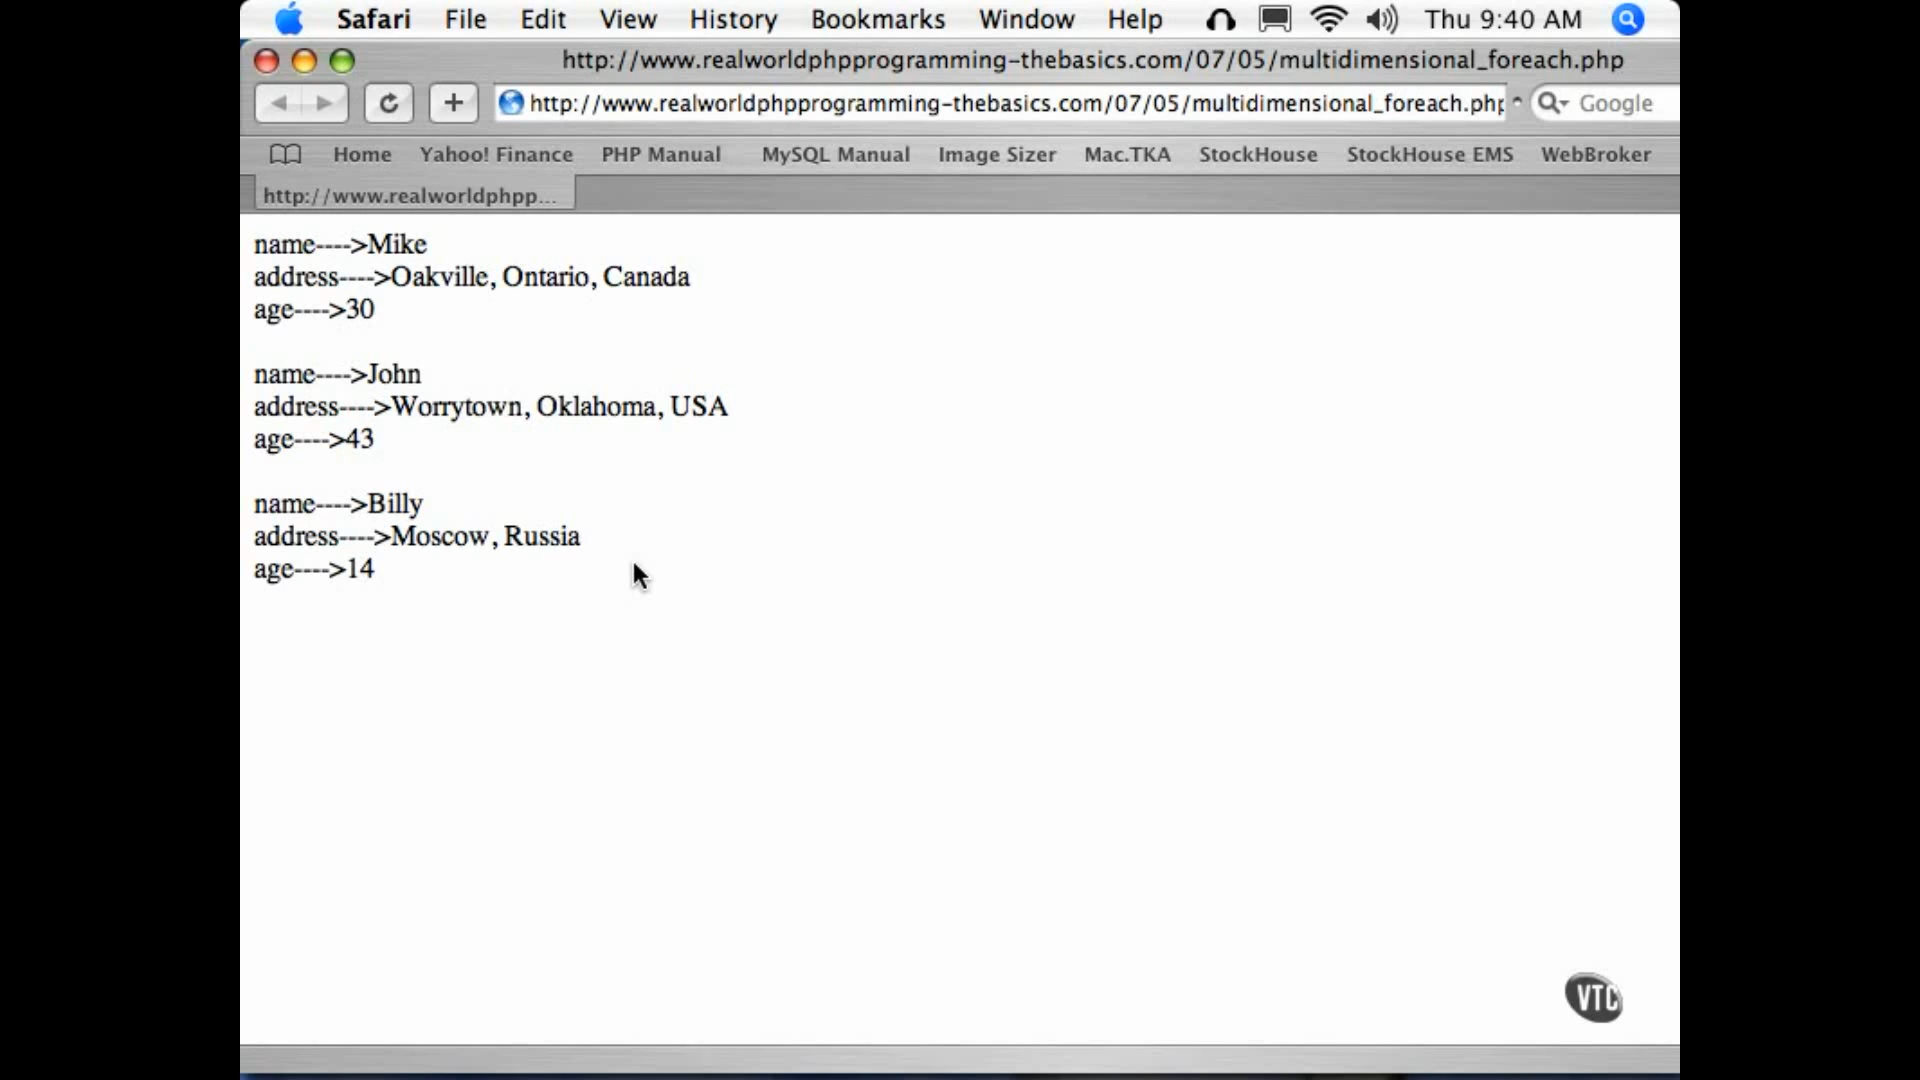 Safari File Edit View History Bookmarks Window Help Thu 9:40 AM
http://www.realworldphpprogramming-thebasics.com/07/05/multidimensional_foreach.php
http://www.realworldphpprogramming-thebasics.com/07/05/multidimensional_foreach.php Google
Home Yahoo! Finance PHP Manual MySQL Manual Image Sizer Mac.TKA StockHouse StockHouse EMS WebBroker
http://www.realworldphpp...
name---->Mike
address---->Oakville, Ontario, Canada
age---->30
name---->John
address---->Worrytown, Oklahoma, USA
age---->43
name---->Billy
address---->Moscow, Russia
age---->14
VTC